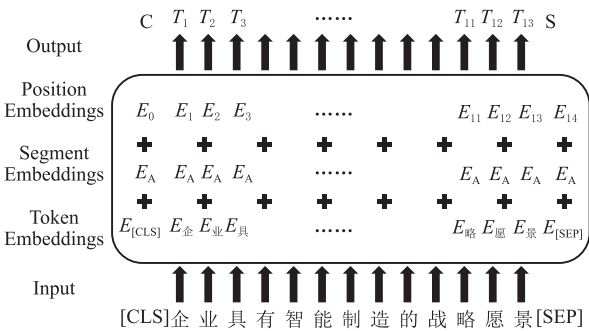 C T1 T2 T3 …… T11 T12 T13 S
Output
Position Embeddings E0 E1 E2 E3 …… E11 E12 E13 E14
Segment Embeddings EA EA EA EA …… EA EA EA EA
Token Embeddings E[CLS] E企 E业 E具 …… E略 E愿 E景 E[SEP]
Input
[CLS]企业具有智能制造的战略愿景[SEP]